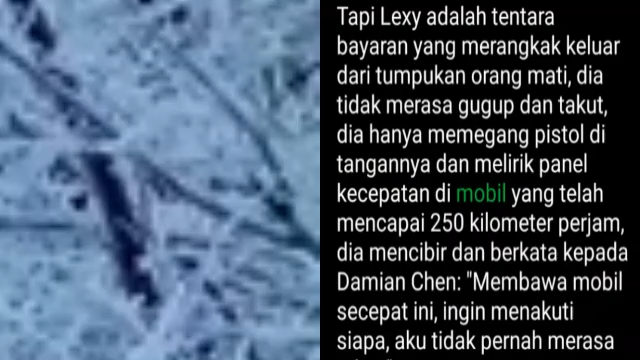 Tapi Lexy adalah tentara
bayaran yang merangkak keluar
dari tumpukan orang mati, dia
tidak merasa gugup dan takut,
dia hanya memegang pistol di
tangannya dan melirik panel
kecepatan di mobil yang telah
mencapai 250 kilometer perjam,
dia mencibir dan berkata kepada
Damian Chen: "Membawa mobil
secepat ini, ingin menakuti
siapa, aku tidak pernah merasa